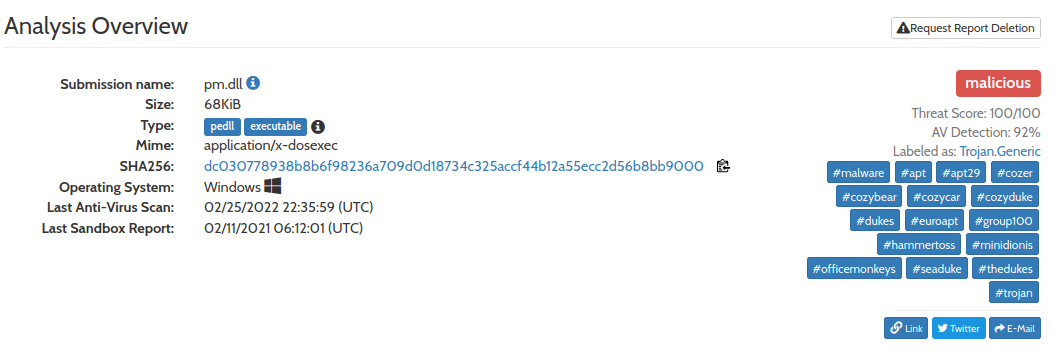 Analysis Overview
Request Report Deletion
Submission name: pm.dll
Size: 68KiB
Type: pedll executable
Mime: application/x-dosexec
SHA256: dc030778938b8b6f98236a709d0d18734c325accf44b12a55ecc2d56b8bb9000
Operating System: Windows
Last Anti-Virus Scan: 02/25/2022 22:35:59 (UTC)
Last Sandbox Report: 02/11/2021 06:12:01 (UTC)
malicious
Threat Score: 100/100
AV Detection: 92%
Labeled as: Trojan.Generic
#malware #apt #apt29 #cozer
#cozybear #cozycar #cozyduke
#dukes #euroapt #group100
#hammertoss #minidionis
#officemonkeys #seaduke #thedukes
#trojan
Link Twitter E-Mail